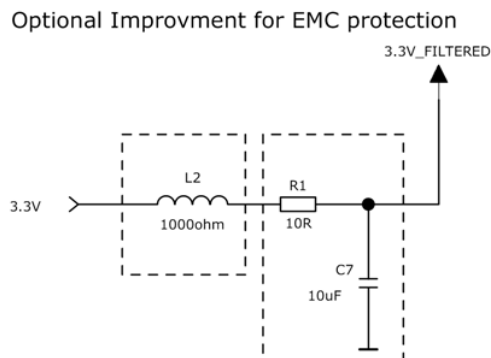 Optional Improvment for EMC protection
3.3V_FILTERED
L2
R1
3.3V
1000ohm
10R
C7
10uF